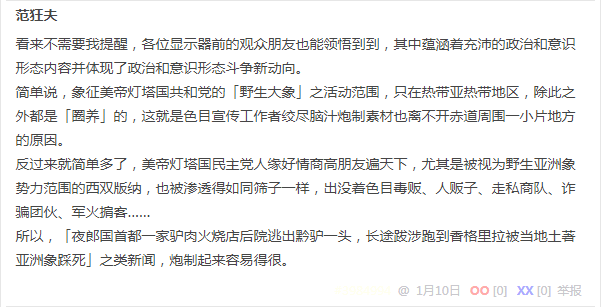 范狂夫
看来不需要我提醒，各位显示器前的观众朋友也能领悟到到，其中蕴涵着充沛的政治和意识
形态内容并体现了政治和意识形态斗争新动向。
简单说，象征美帝灯塔国共和党的「野生大象」之活动范围，只在热带亚热带地区，除此之
外都是「圈养」的，这就是色目宣传工作者绞尽脑汁炮制素材也离不开赤道周围一小片地方
的原因。
反过来就简单多了，美帝灯塔国民主党人缘好情商高朋友遍天下，尤其是被视为野生亚洲象
势力范围的西双版纳，也被渗透得如同筛子一样，出没着色目毒贩、人贩子、走私商队、诈
骗团伙、军火掮客……
所以，「夜郎国首都一家驴肉火烧店后院逃出黔驴一头，长途跋涉跑到香格里拉被当地土著
亚洲象踩死」之类新闻，炮制起来容易得很。
@ 1月10日 OO [0] XX [0] 举报